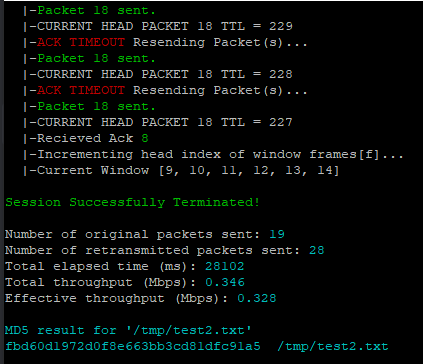 |-Packet 18 sent.
|-CURRENT HEAD PACKET 18 TTL = 229
|-ACK TIMEOUT Resending Packet(s)...
|-Packet 18 sent.
|-CURRENT HEAD PACKET 18 TTL = 228
|-ACK TIMEOUT Resending Packet(s)...
|-Packet 18 sent.
|-CURRENT HEAD PACKET 18 TTL = 227
|-Recieved Ack 8
|-Incrementing head index of window frames[f]...
|-Current Window [9, 10, 11, 12, 13, 14]
Session Successfully Terminated!
Number of original packets sent: 19
Number of retransmitted packets sent: 28
Total elapsed time (ms): 28102
Total throughput (Mbps): 0.346
Effective throughput (Mbps): 0.328
MD5 result for '/tmp/test2.txt'
fbd60d1972d0f8e663bb3cd81dfc91a5  /tmp/test2.txt